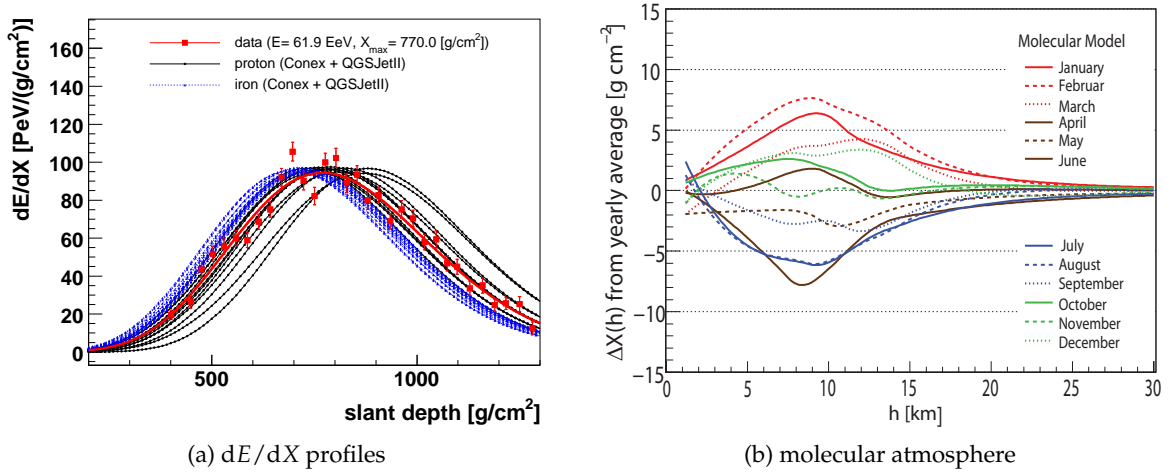 dE/dX [PeV/(g/cm²)]
160
140
120
100
80
60
40
20
0
data (E= 61.9 EeV, Xmax= 770.0 [g/cm²])
proton (Conex + QGSJetII)
iron (Conex + QGSJetII)
500
1000
slant depth [g/cm²]
(a) dE/dX profiles
ΔX(h) from yearly average [g cm⁻²]
15
10
5
0
−5
−10
−15
Molecular Model
January
Februar
March
April
May
June
July
August
September
October
November
December
5
10
15
20
25
30
h [km]
(b) molecular atmosphere